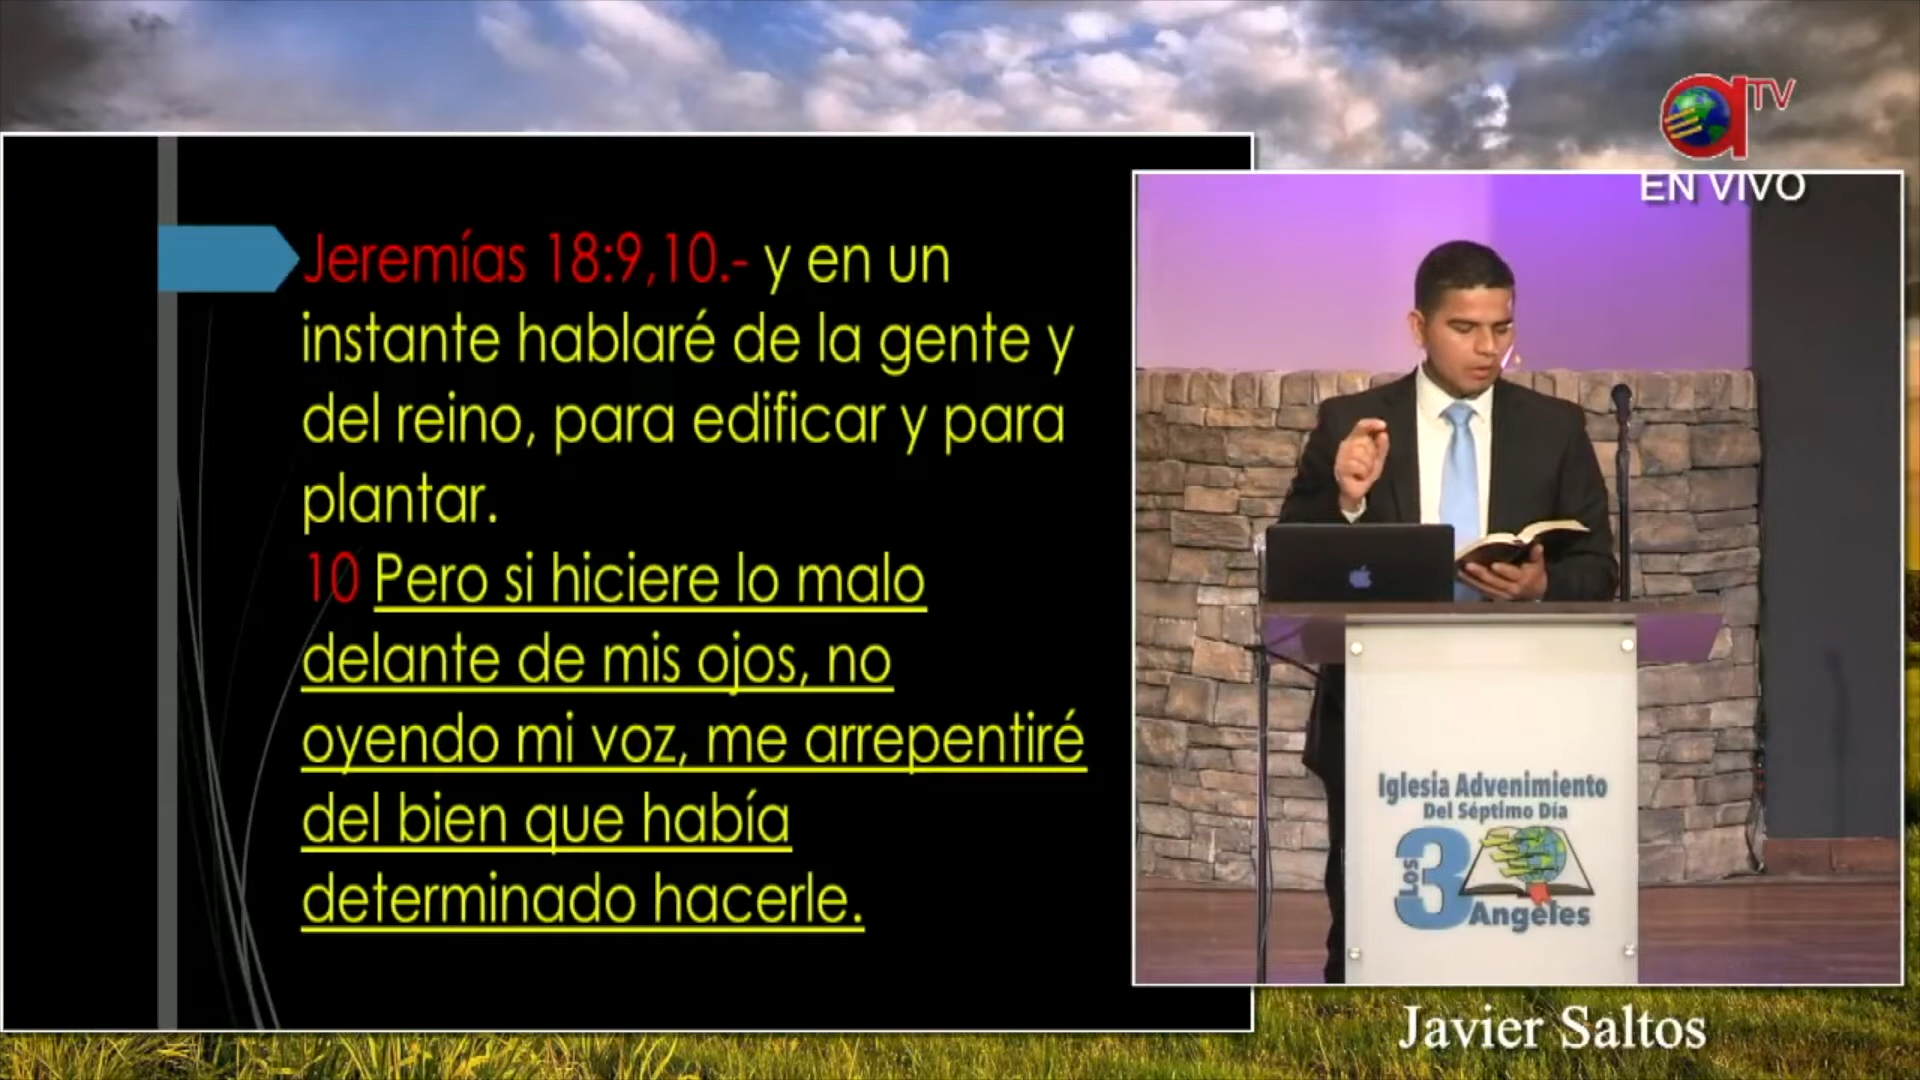 Jeremías 18:9,10.- y en un
instante hablaré de la gente y
del reino, para edificar y para
plantar.
10 Pero si hiciere lo malo
delante de mis ojos, no
oyendo mi voz, me arrepentiré
del bien que había
determinado hacerle.
a TV
EN VIVO
Iglesia Advenimiento
Del Séptimo Día
Los 3
Angeles
Javier Saltos